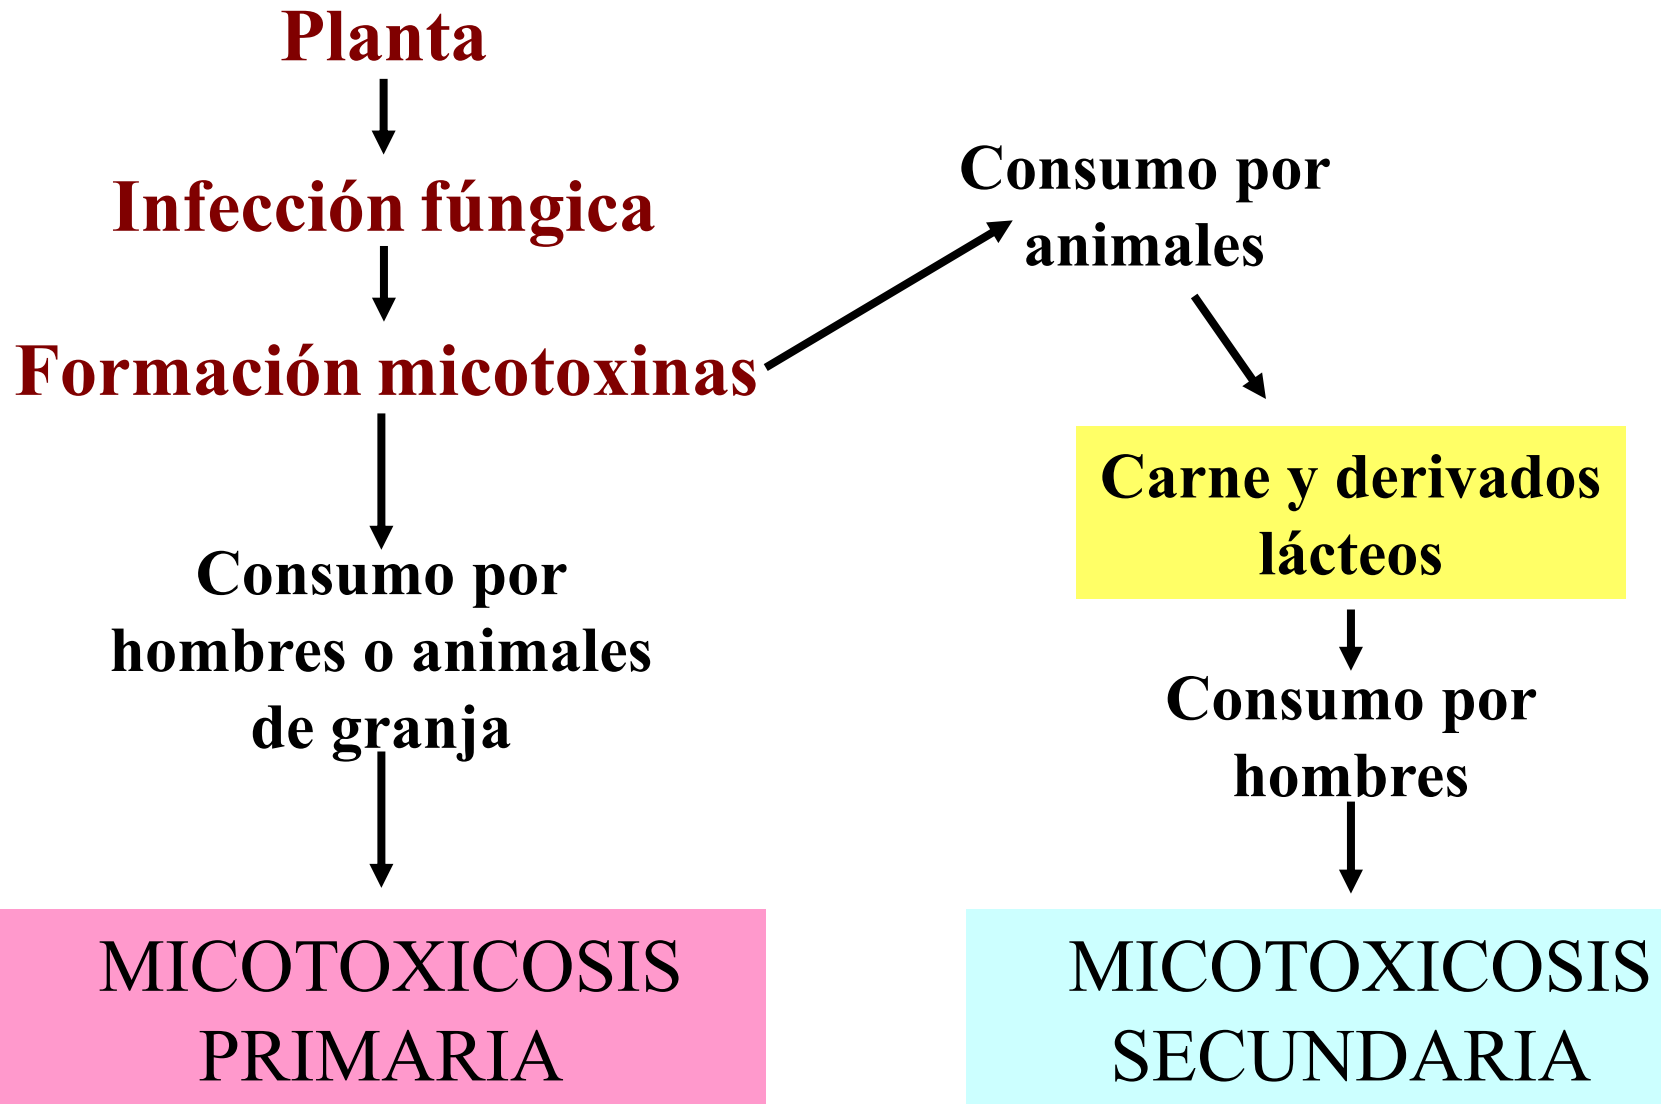 Planta
Infección fúngica
Formación micotoxinas
Consumo por
hombres o animales
de granja
MICOTOXICOSIS
PRIMARIA
Consumo por
animales
Carne y derivados
lácteos
Consumo por
hombres
MICOTOXICOSIS
SECUNDARIA